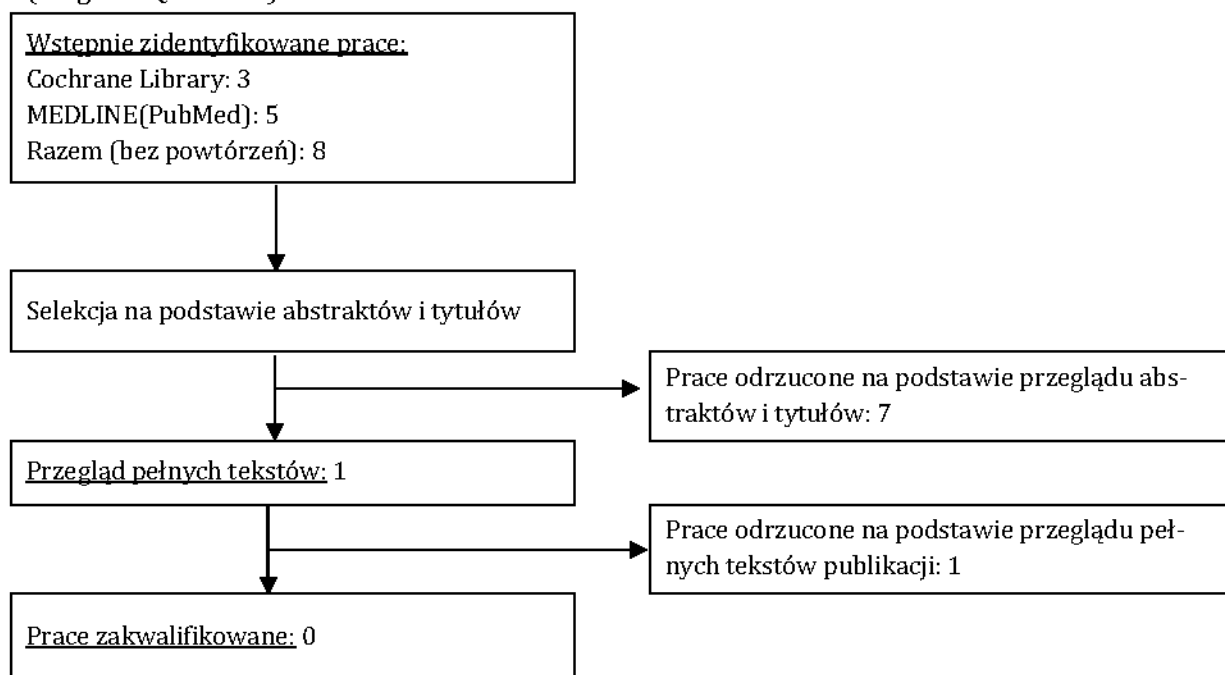 Wstępnie zidentyfikowane prace:
Cochrane Library: 3
MEDLINE(PubMed): 5
Razem (bez powtórzeń): 8
Selekcja na podstawie abstraktów i tytułów
Prace odrzucone na podstawie przeglądu abs-
traktów i tytułów: 7
Przegląd pełnych tekstów: 1
Prace odrzucone na podstawie przeglądu peł-
nych tekstów publikacji: 1
Prace zakwalifikowane: 0